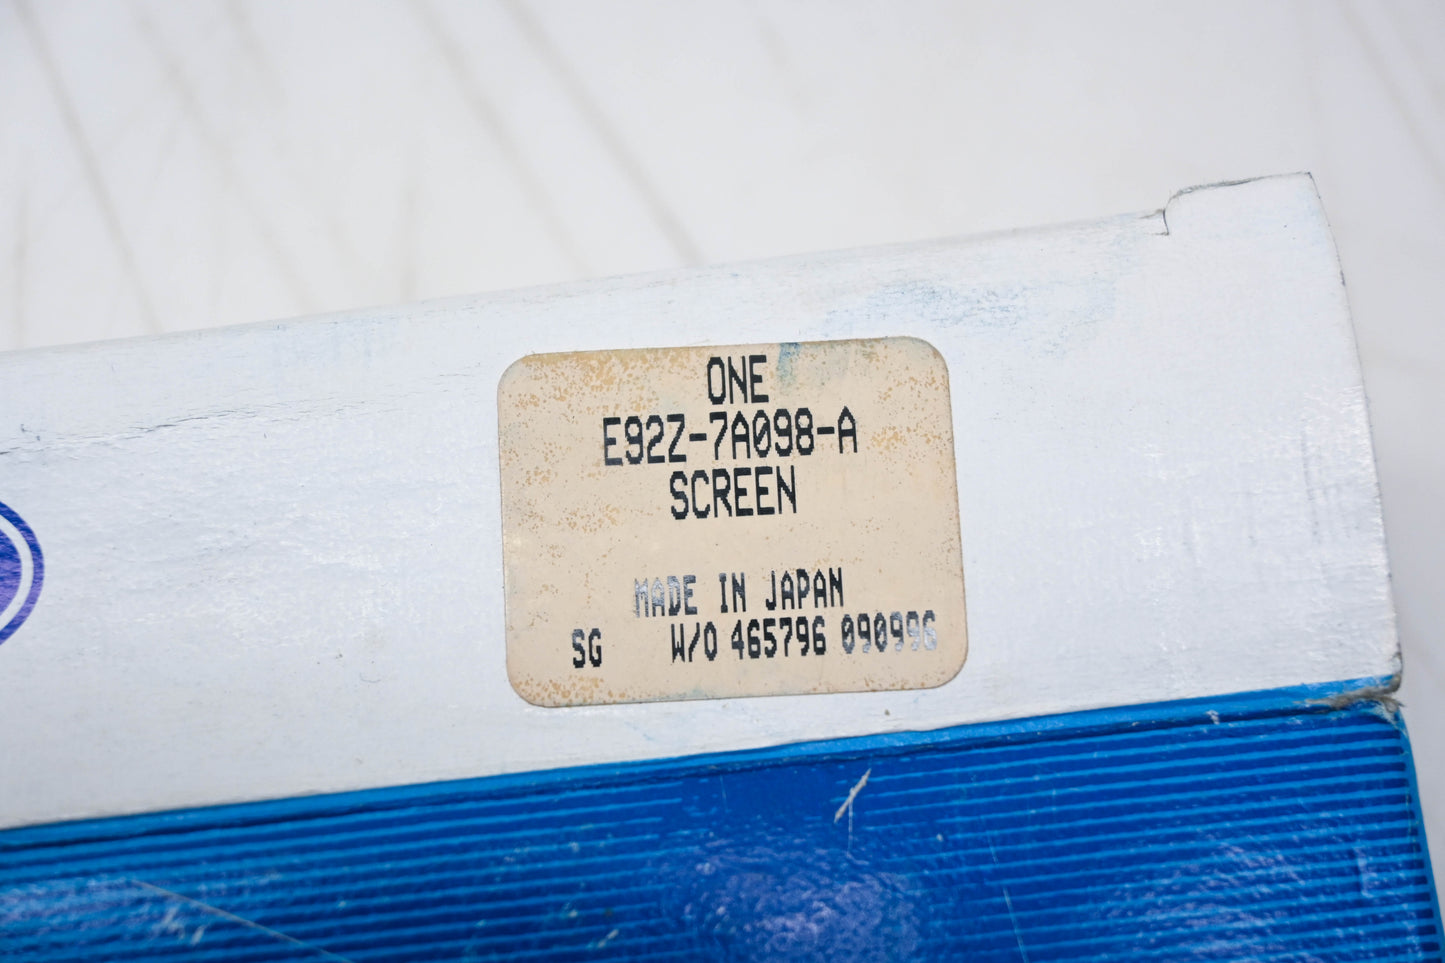 ONE
E92Z-7A098-A
SCREEN
MADE IN JAPAN
SG W/O 465796 090996